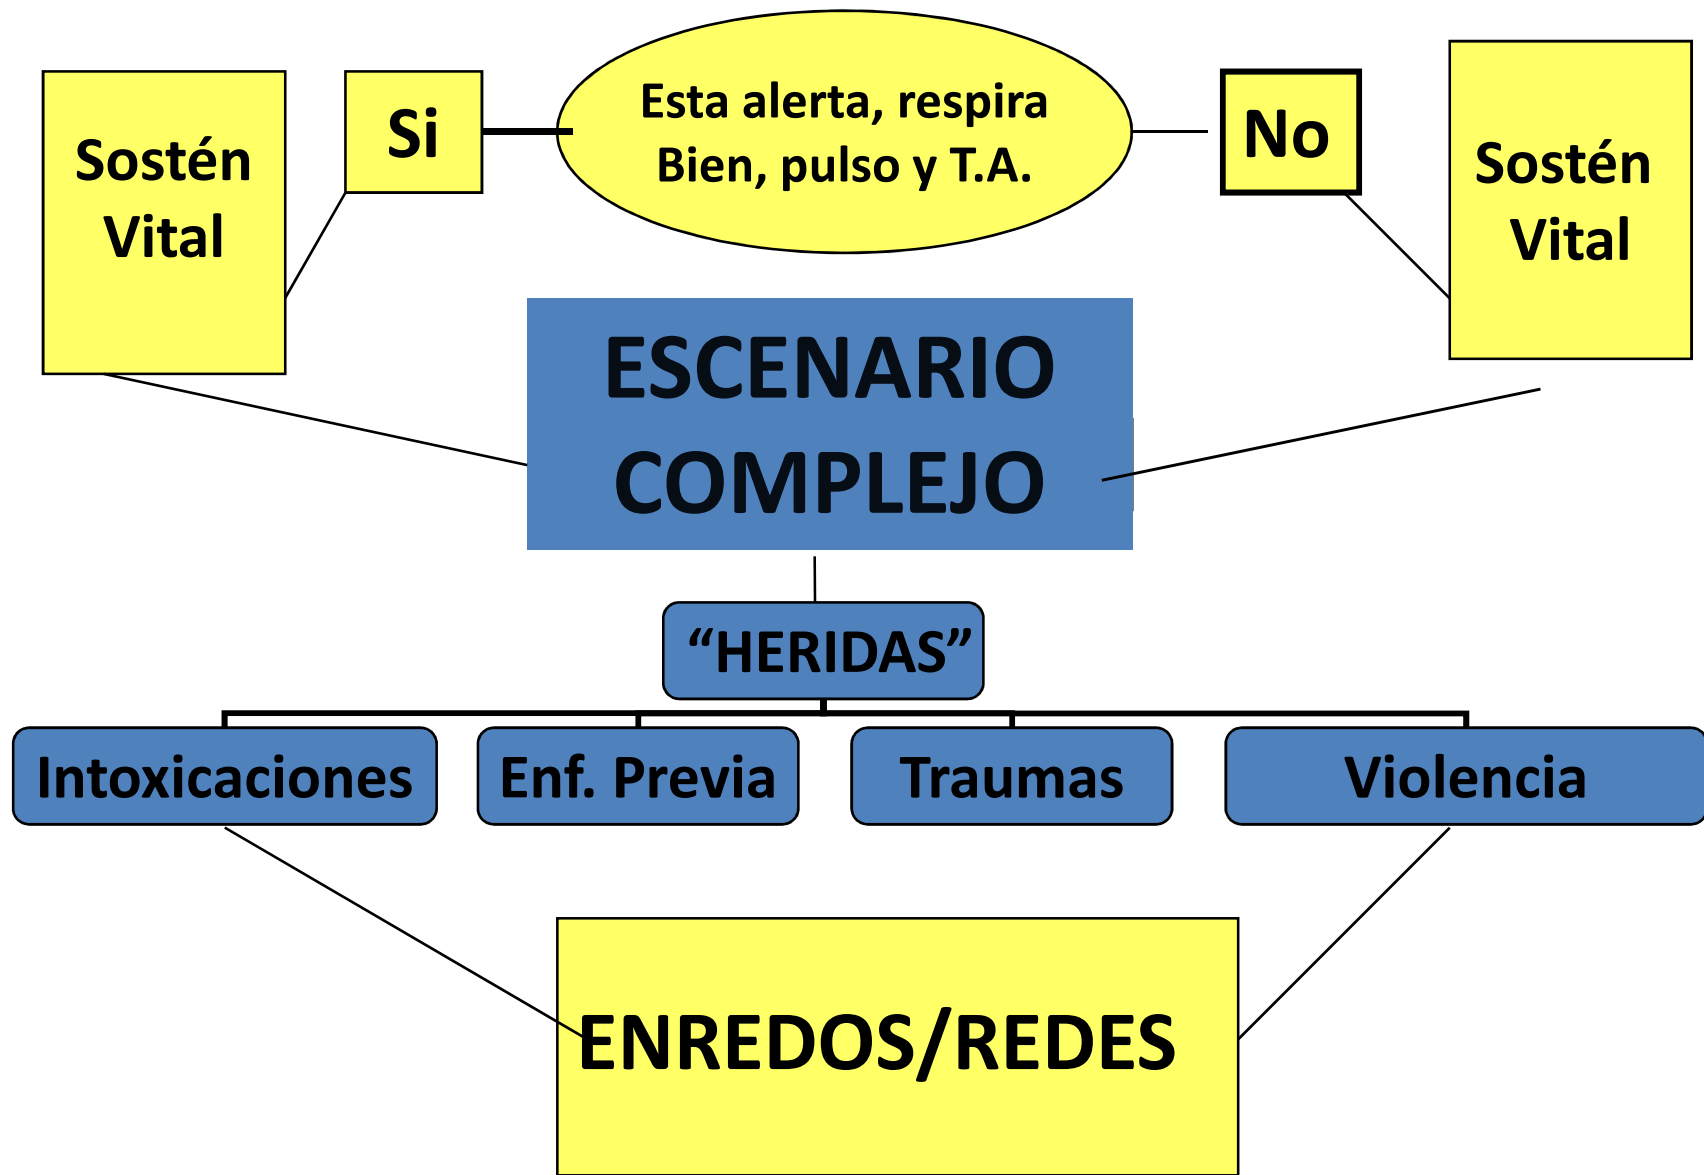 Sostén
Vital
Si
Esta alerta, respira
Bien, pulso y T.A.
No
Sostén
Vital
ESCENARIO
COMPLEJO
“HERIDAS”
Intoxicaciones
Enf. Previa
Traumas
Violencia
ENREDOS/REDES